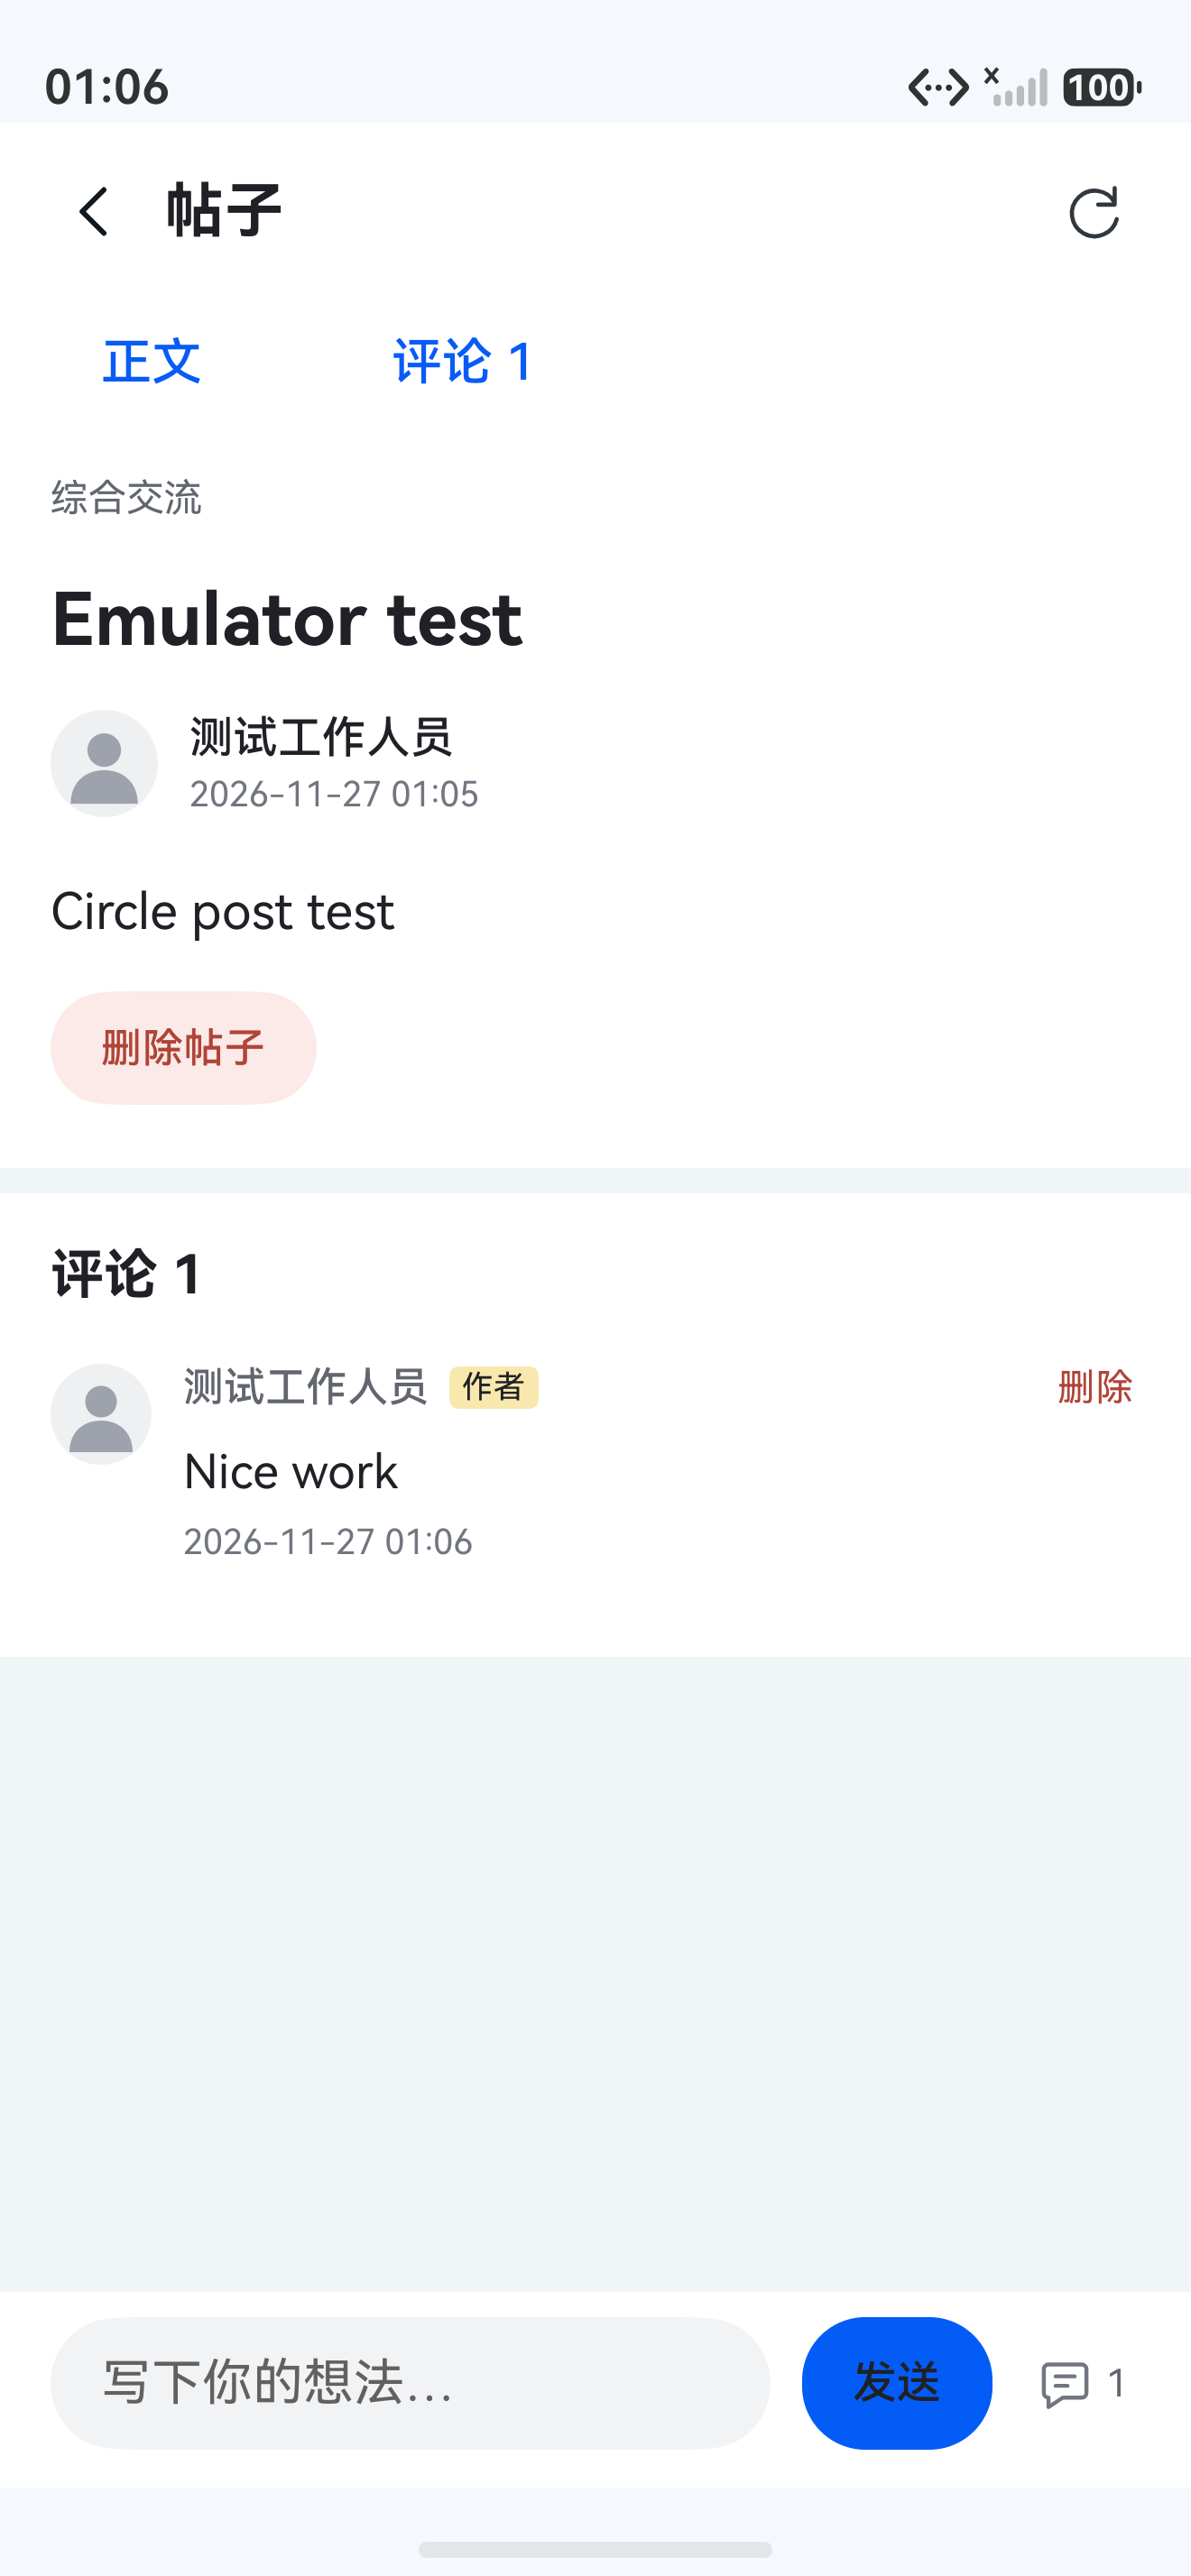 01:06
100
帖子
正文 评论 1
综合交流
Emulator test
测试工作人员
2026-11-27 01:05
Circle post test
删除帖子
评论 1
测试工作人员 作者 删除
Nice work
2026-11-27 01:06
写下你的想法... 发送 1